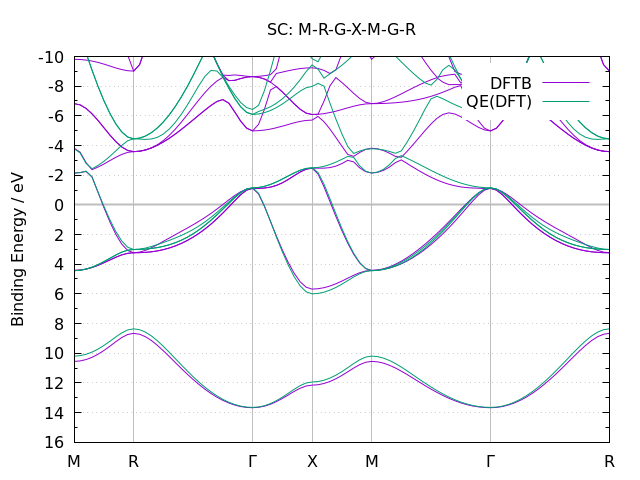 SC: M-R-G-X-M-G-R
-10
-8
-6
-4
-2
0
2
4
6
8
10
12
14
16
Binding Energy / eV
DFTB
QE(DFT)
M R Γ X M Γ R